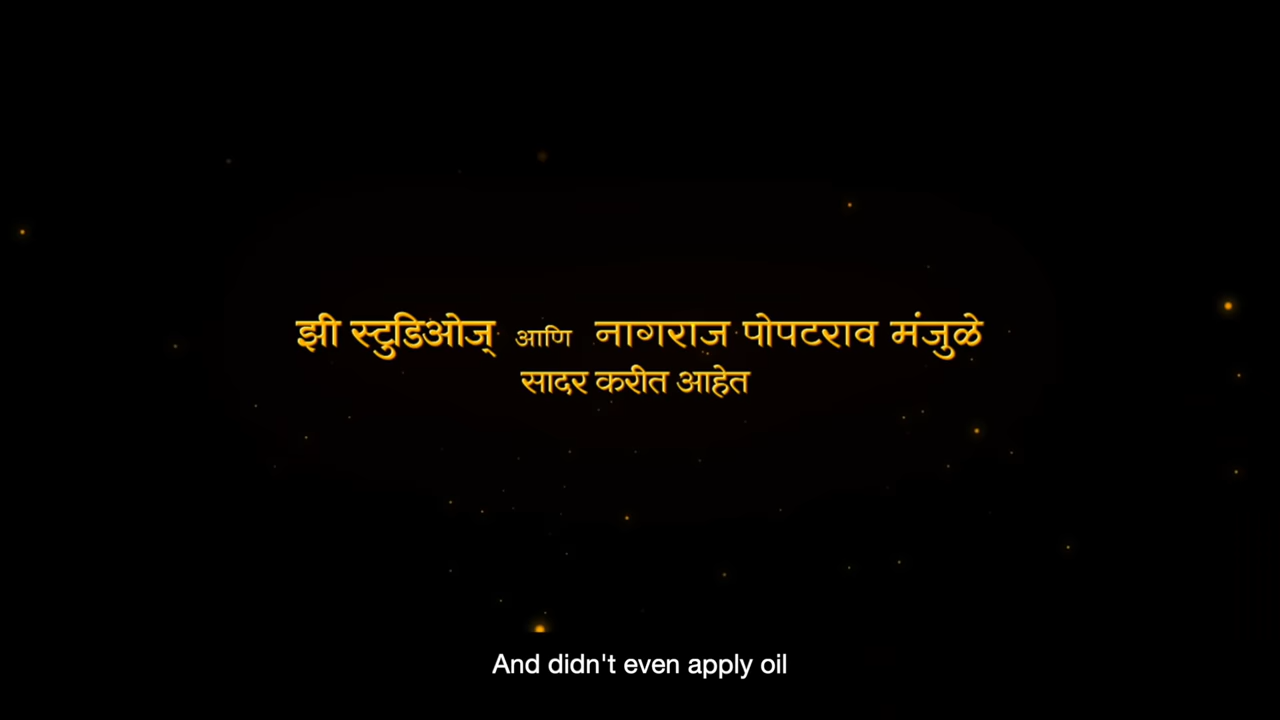 झी स्टुडिओज् आणि नागराज पोपटराव मंजुळे
सादर करीत आहेत
And didn't even apply oil